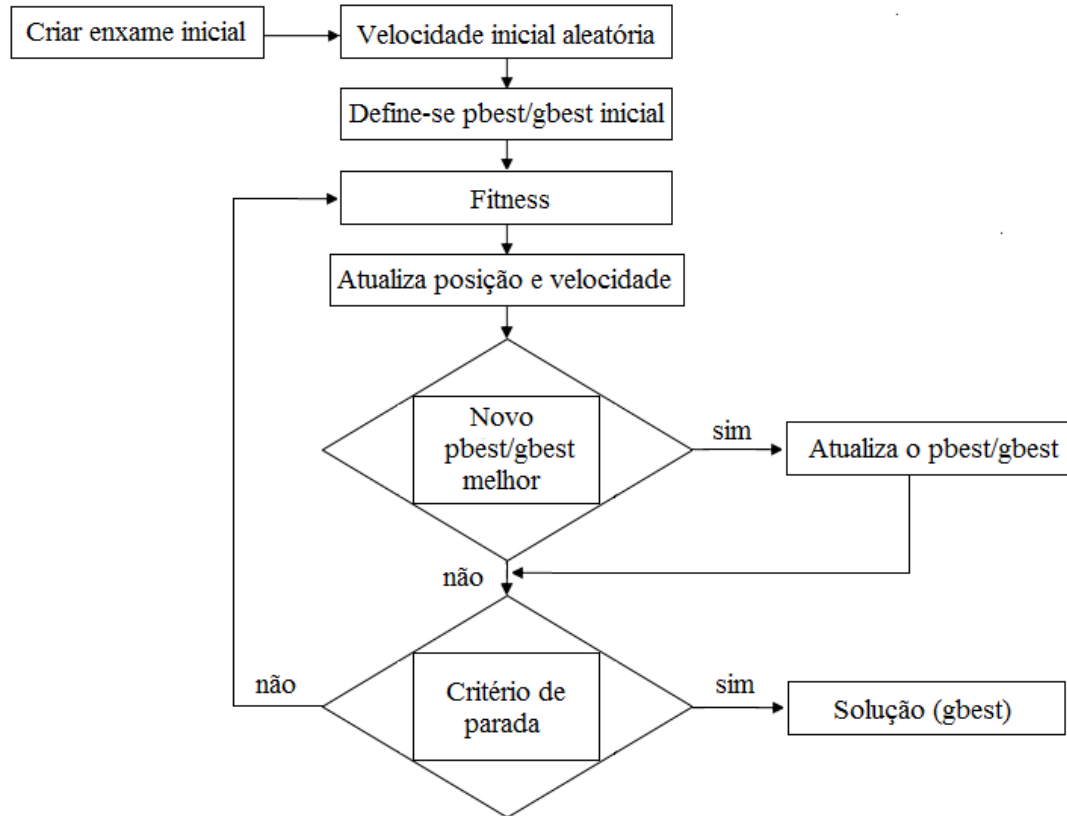 Criar enxame inicial
Velocidade inicial aleatória
Define-se pbest/gbest inicial
Fitness
Atualiza posição e velocidade
Novo
pbest/gbest
melhor
sim
Atualiza o pbest/gbest
não
Critério de
parada
não
sim
Solução (gbest)